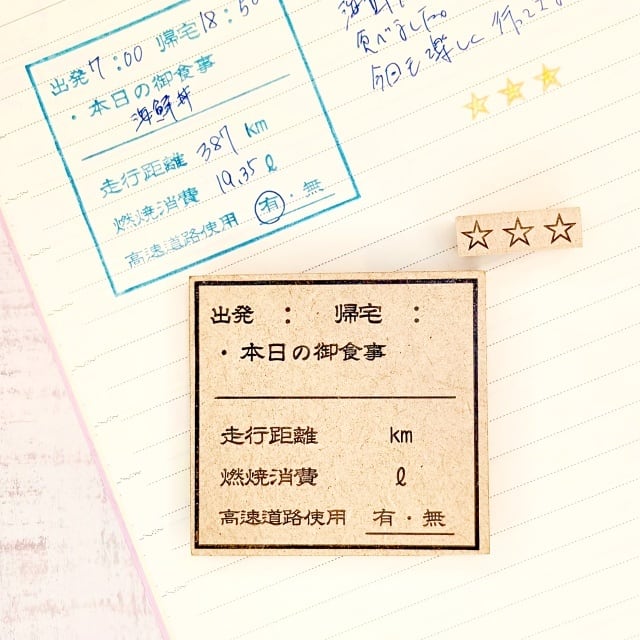 出発7:00 帰宅18:50
・本日の御食事
海鮮丼
走行距離 387 km
燃焼消費 19.35 ℓ
高速道路使用 有・無
食べました。
今日も楽しく行って
☆☆☆
☆☆☆
出発 : 帰宅 :
・本日の御食事
走行距離 km
燃焼消費 ℓ
高速道路使用 有・無